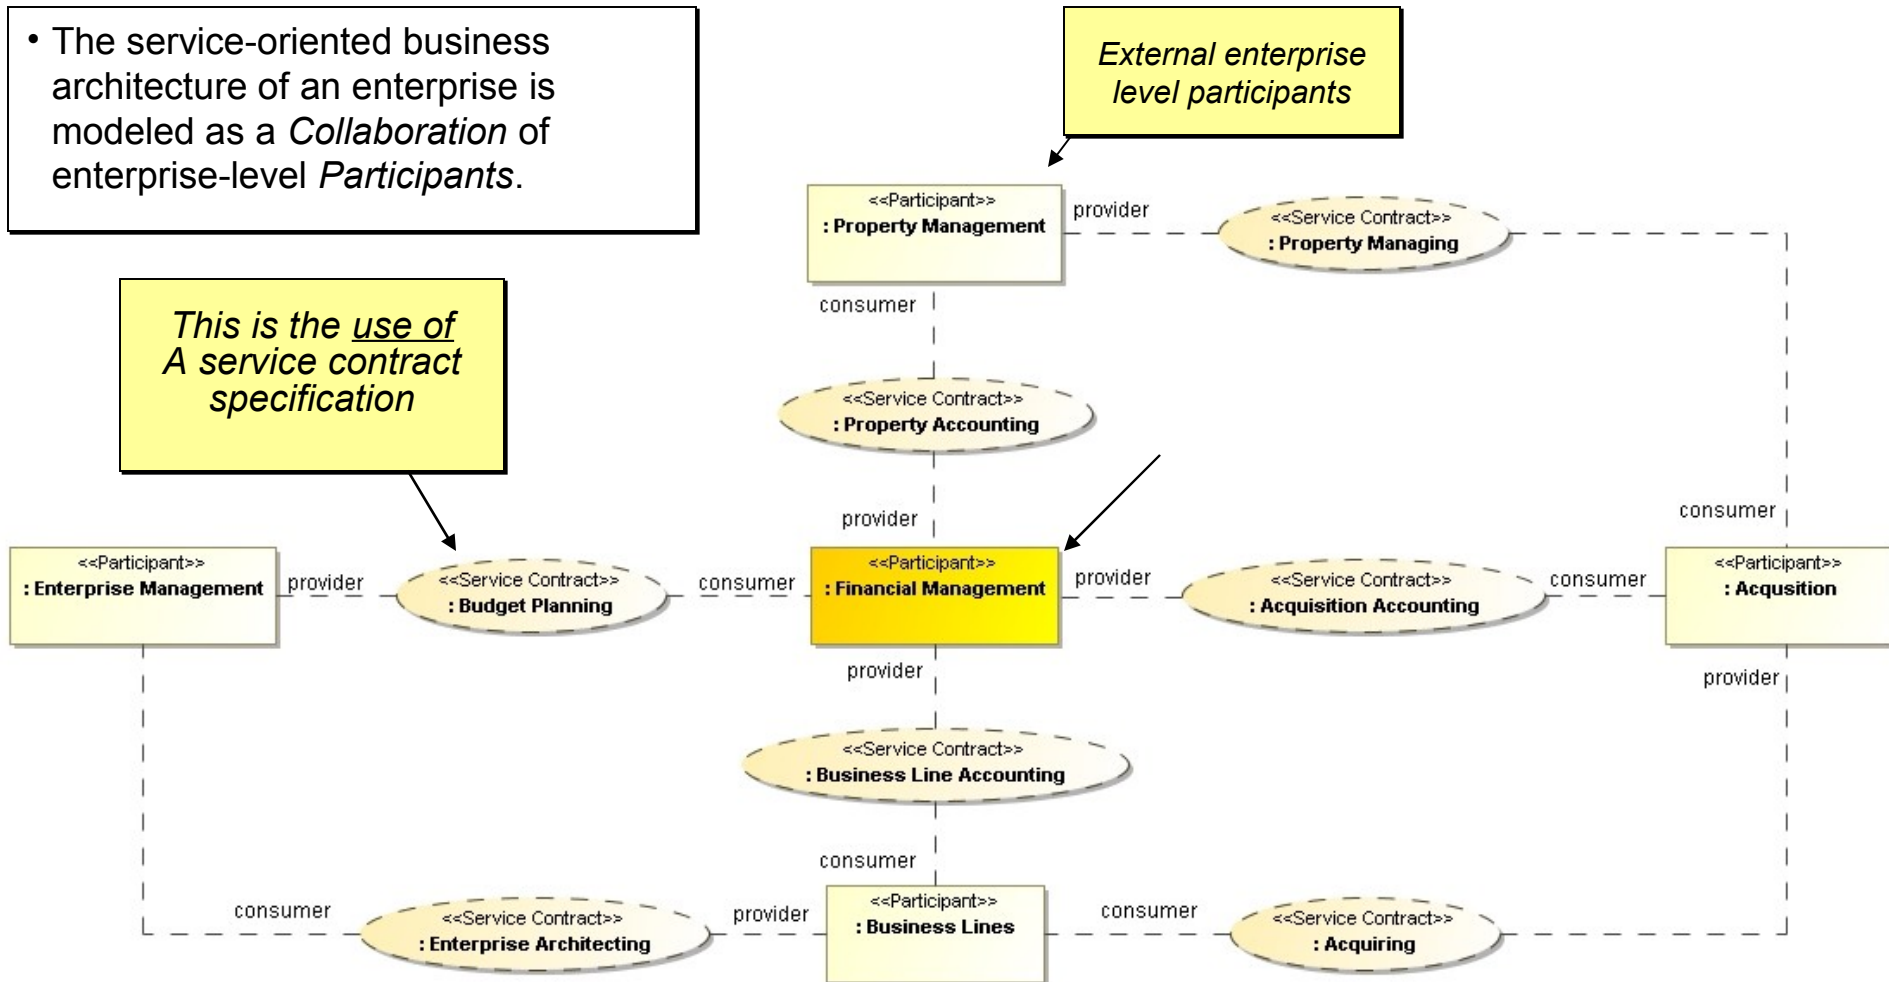 • The service-oriented business
architecture of an enterprise is
modeled as a Collaboration of
enterprise-level Participants.
External enterprise
level participants
This is the use of
A service contract
specification
<<Participant>>
: Property Management
provider
<<Service Contract>>
: Property Managing
consumer
<<Service Contract>>
: Property Accounting
provider
consumer
<<Participant>>
: Enterprise Management
provider
<<Service Contract>>
: Budget Planning
consumer
<<Participant>>
: Financial Management
provider
<<Service Contract>>
: Acquisition Accounting
consumer
<<Participant>>
: Acqusition
provider
provider
<<Service Contract>>
: Business Line Accounting
consumer
consumer
<<Service Contract>>
: Enterprise Architecting
provider
<<Participant>>
: Business Lines
consumer
<<Service Contract>>
: Acquiring